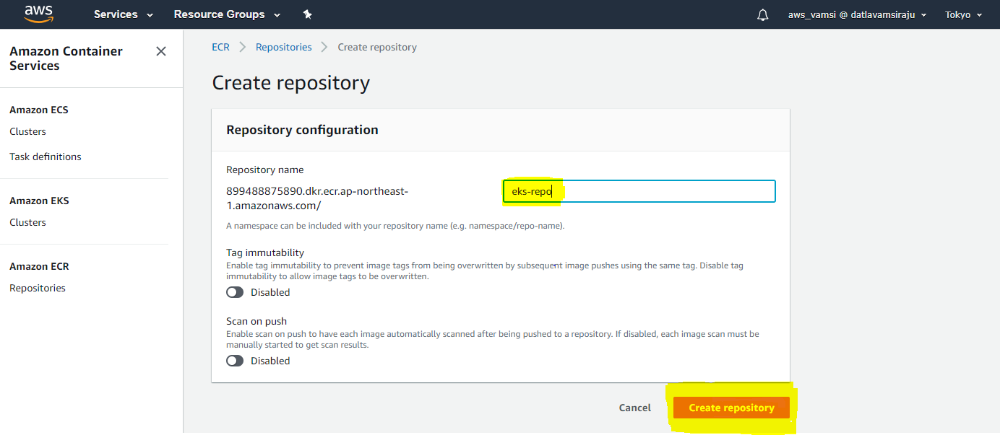 aws
Services
Resource Groups
aws_vamsi @ datlavamsiraju
Tokyo
Amazon Container
Services
Amazon ECS
Clusters
Task definitions
Amazon EKS
Clusters
Amazon ECR
Repositories
ECR
Repositories
Create repository
Create repository
Repository configuration
Repository name
899488875890.dkr.ecr.ap-northeast-
1.amazonaws.com/
eks-repo
A namespace can be included with your repository name (e.g. namespace/repo-name).
Tag immutability
Enable tag immutability to prevent image tags from being overwritten by subsequent image pushes using the same tag. Disable tag
immutability to allow image tags to be overwritten.
Disabled
Scan on push
Enable scan on push to have each image automatically scanned after being pushed to a repository. If disabled, each image scan must be
manually started to get scan results.
Disabled
Cancel
Create repository